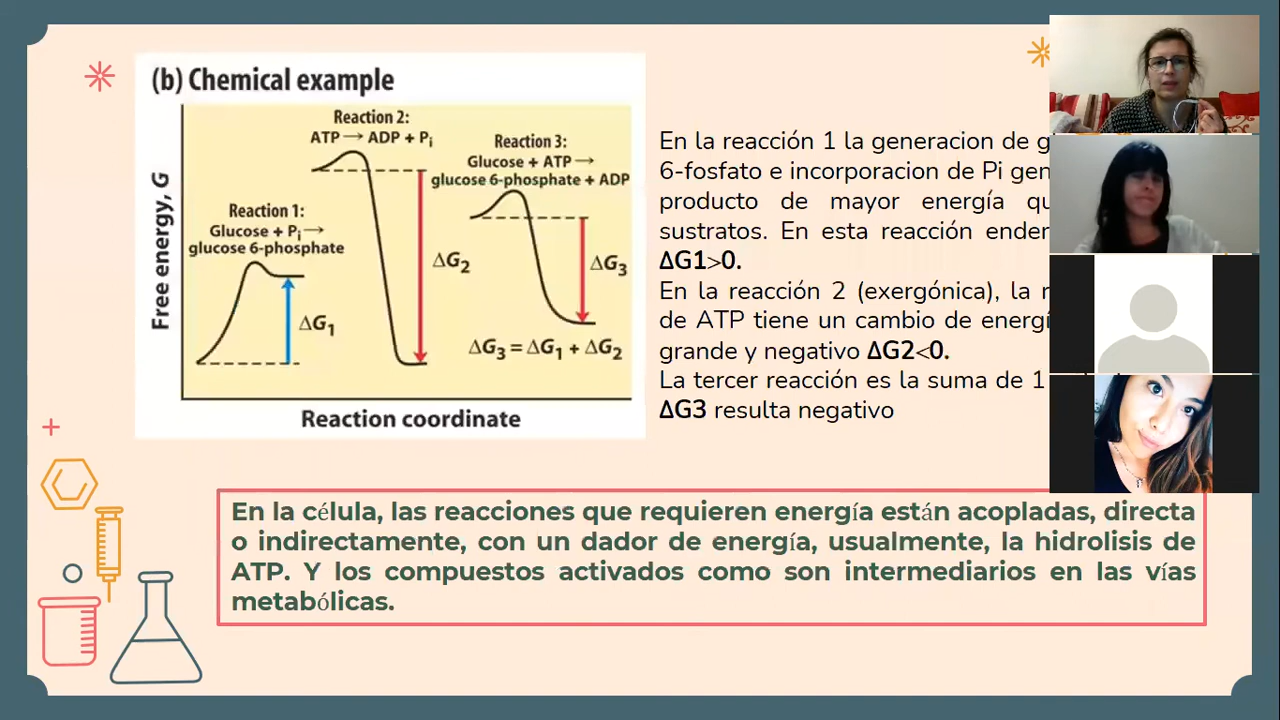 (b) Chemical example
Free energy, G
Reaction 1:
Glucose + Pi →
glucose 6-phosphate
ΔG1
Reaction 2:
ATP → ADP + Pi
ΔG2
Reaction 3:
Glucose + ATP →
glucose 6-phosphate + ADP
ΔG3
ΔG3 = ΔG1 + ΔG2
Reaction coordinate
En la reacción 1 la generacion de
6-fosfato e incorporacion de Pi
producto de mayor energía
sustratos. En esta reacción
ΔG1>0.
En la reacción 2 (exergónica), la
de ATP tiene un cambio de
grande y negativo ΔG2<0.
La tercer reacción es la suma de 1
ΔG3 resulta negativo
En la célula, las reacciones que requieren energía están acopladas, directa
o indirectamente, con un dador de energía, usualmente, la hidrolisis de
ATP. Y los compuestos activados como son intermediarios en las vías
metabólicas.